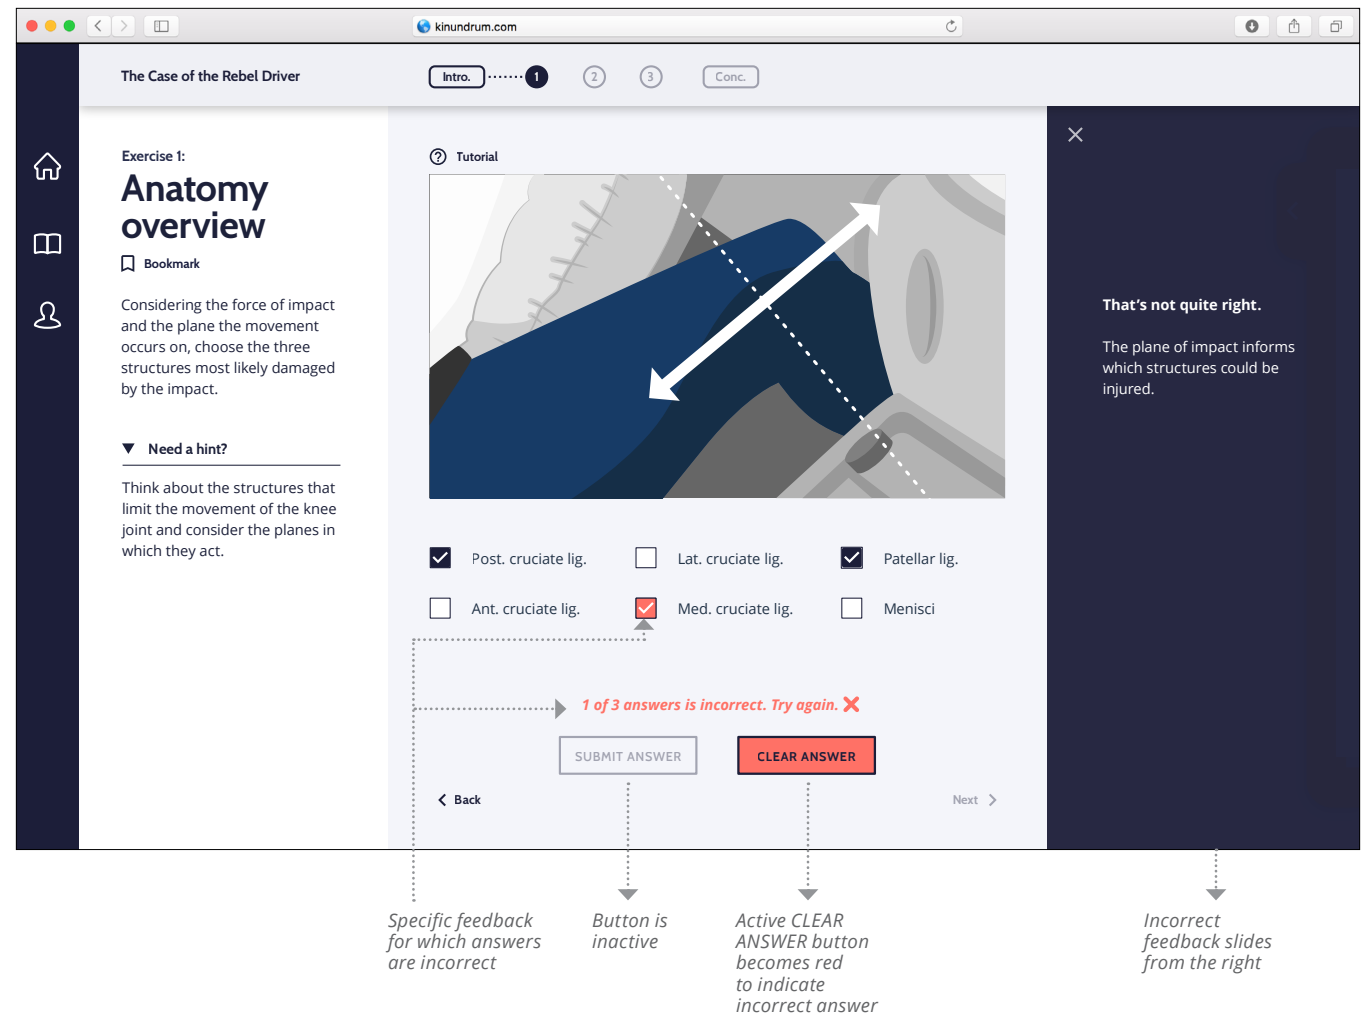 kinundrum.com
The Case of the Rebel Driver
Intro.
1
2
3
Conc.
Exercise 1:
Anatomy
overview
Bookmark
Considering the force of impact
and the plane the movement
occurs on, choose the three
structures most likely damaged
by the impact.
Need a hint?
Think about the structures that
limit the movement of the knee
joint and consider the planes in
which they act.
? Tutorial
Post. cruciate lig.
Lat. cruciate lig.
Patellar lig.
Ant. cruciate lig.
Med. cruciate lig.
Menisci
1 of 3 answers is incorrect. Try again.
SUBMIT ANSWER
CLEAR ANSWER
Back
Next
That's not quite right.
The plane of impact informs
which structures could be
injured.
Specific feedback
for which answers
are incorrect
Button is
inactive
Active CLEAR
ANSWER button
becomes red
to indicate
incorrect answer
Incorrect
feedback slides
from the right